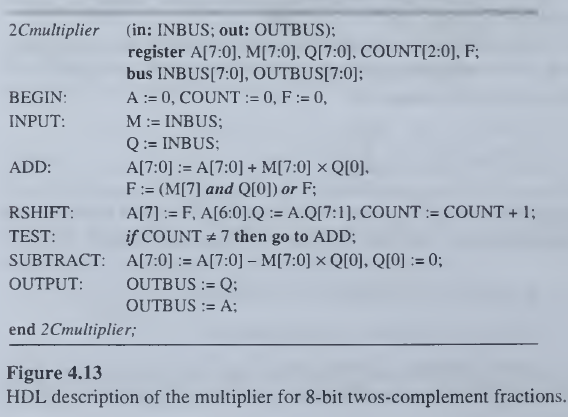 2Cmultiplier (in: INBUS; out: OUTBUS);
register A[7:0], M[7:0], Q[7:0], COUNT[2:0], F;
bus INBUS[7:0], OUTBUS[7:0];
BEGIN: A := 0, COUNT := 0, F := 0,
INPUT: M := INBUS;
Q := INBUS;
ADD: A[7:0] := A[7:0] + M[7:0] × Q[0],
F := (M[7] and Q[0]) or F;
RSHIFT: A[7] := F, A[6:0].Q := A.Q[7:1], COUNT := COUNT + 1;
TEST: if COUNT ≠ 7 then go to ADD;
SUBTRACT: A[7:0] := A[7:0] – M[7:0] × Q[0], Q[0] := 0;
OUTPUT: OUTBUS := Q;
OUTBUS := A;
end 2Cmultiplier;
Figure 4.13
HDL description of the multiplier for 8-bit twos-complement fractions.